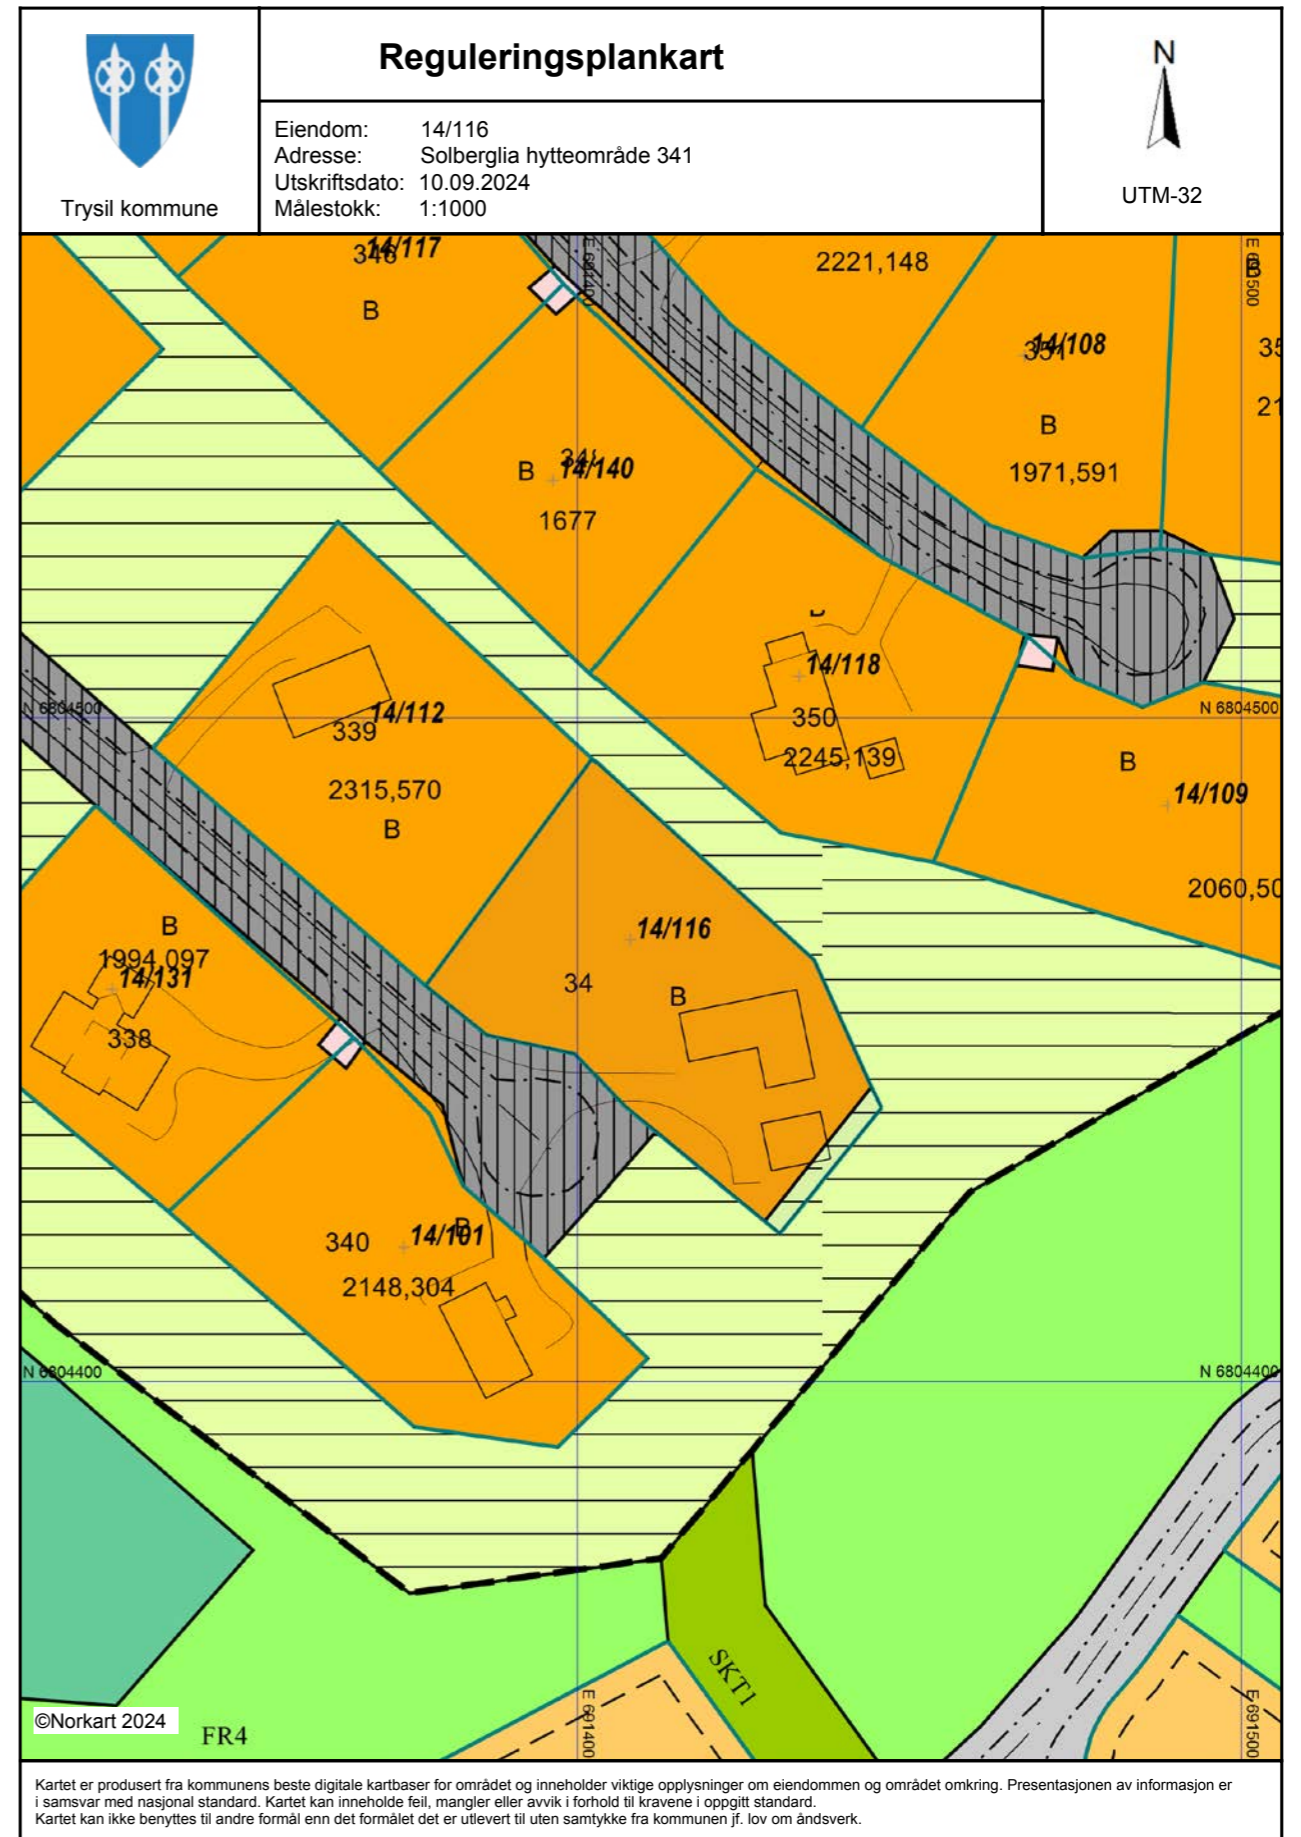 Reguleringsplankart
N
Eiendom: 14/116
Adresse: Solberglia hytteområde 341
Utskriftsdato: 10.09.2024
Målestokk: 1:1000
Trysil kommune
UTM-32
14/117
B
2221,148
14/108
B
1971,591
B
14/140
1677
14/118
350
2245,139
N 6804500
N 6804500
14/112
339
2315,570
B
B
14/109
B
1994,097
14/131
338
14/116
34
B
340
14/101
2148,304
N 6804400
N 6804400
SKT1
E 691400
E 691500
©Norkart 2024
FR4
Kartet er produsert fra kommunens beste digitale kartbaser for området og inneholder viktige opplysninger om eiendommen og området omkring. Presentasjonen av informasjon er
i samsvar med nasjonal standard. Kartet kan inneholde feil, mangler eller avvik i forhold til kravene i oppgitt standard.
Kartet kan ikke benyttes til andre formål enn det formålet det er utlevert til uten samtykke fra kommunen jf. lov om åndsverk.